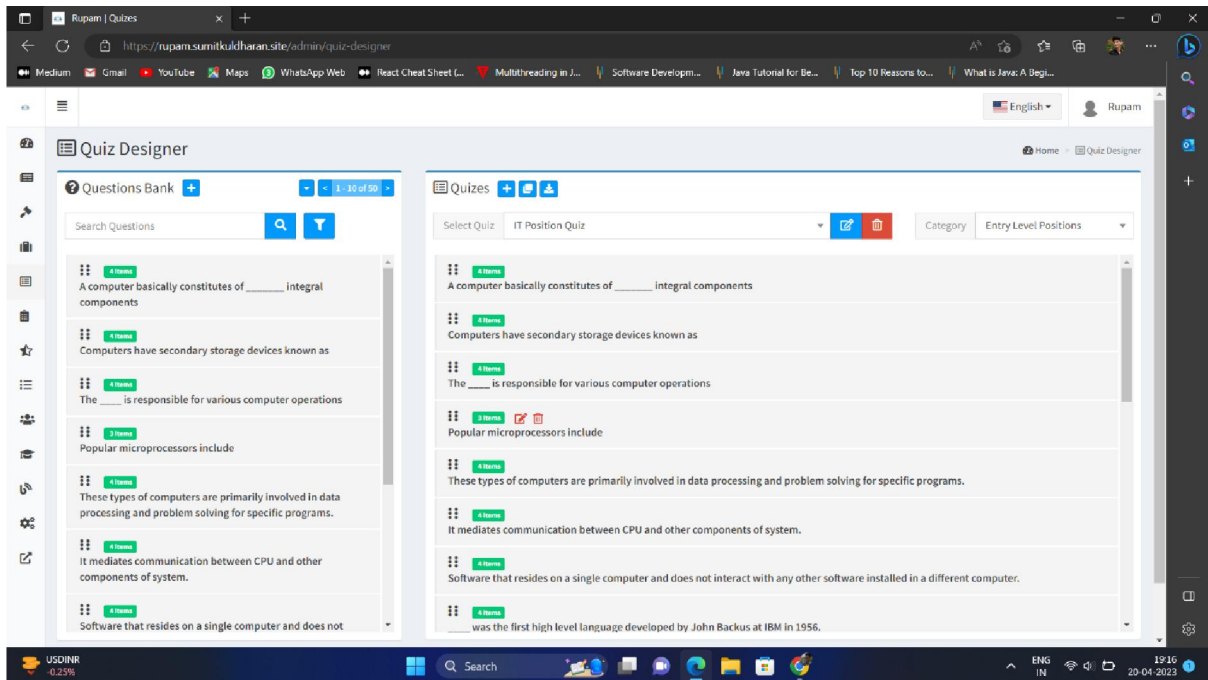 Rupam | Quizes
https://rupam.sumitkuldharan.site/admin/quiz-designer
Medium
Gmail
YouTube
Maps
WhatsApp Web
React Cheat Sheet (...
Multithreading in J...
Software Developm...
Java Tutorial for Be...
Top 10 Reasons to...
What is Java: A Begi...
English
Rupam
Quiz Designer
Home > Quiz Designer
Questions Bank
< 1 - 10 of 50 >
Search Questions
4 Items
A computer basically constitutes of _______ integral
components
4 Items
Computers have secondary storage devices known as
4 Items
The ____ is responsible for various computer operations
3 Items
Popular microprocessors include
4 Items
These types of computers are primarily involved in data
processing and problem solving for specific programs.
4 Items
It mediates communication between CPU and other
components of system.
4 Items
Software that resides on a single computer and does not
Quizes
Select Quiz
IT Position Quiz
Category
Entry Level Positions
4 Items
A computer basically constitutes of _______ integral components
4 Items
Computers have secondary storage devices known as
4 Items
The ____ is responsible for various computer operations
3 Items
Popular microprocessors include
4 Items
These types of computers are primarily involved in data processing and problem solving for specific programs.
4 Items
It mediates communication between CPU and other components of system.
4 Items
Software that resides on a single computer and does not interact with any other software installed in a different computer.
4 Items
____ was the first high level language developed by John Backus at IBM in 1956.
USDINR
-0.25%
Search
ENG
IN
19:16
20-04-2023